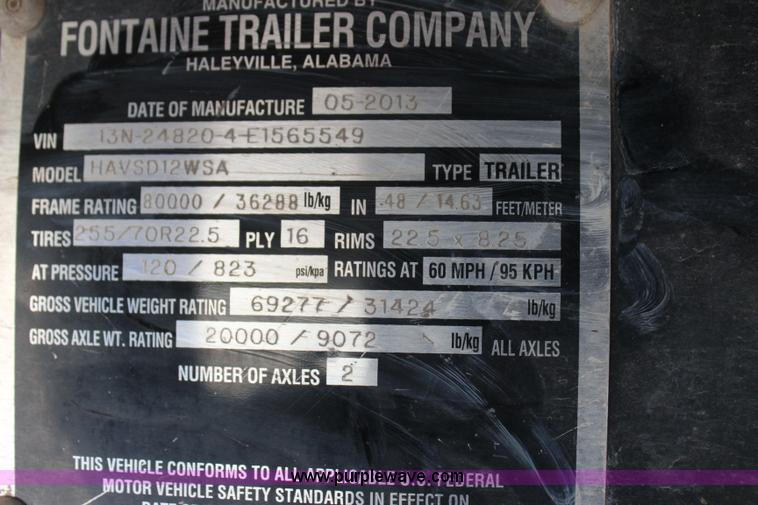 MANUFACTURED BY
FONTAINE TRAILER COMPANY
HALEYVILLE, ALABAMA
DATE OF MANUFACTURE 05-2013
VIN 13N-24820-4-E1565549
MODEL HAVSD12WSA TYPE TRAILER
FRAME RATING 80000 / 36288 lb/kg IN 48 / 14.63 FEET/METER
TIRES 255/70R22.5 PLY 16 RIMS 22.5 x 8.25
AT PRESSURE 120 / 823 psi/kpa RATINGS AT 60 MPH / 95 KPH
GROSS VEHICLE WEIGHT RATING 69277 / 31424 lb/kg
GROSS AXLE WT. RATING 20000 / 9072 lb/kg ALL AXLES
NUMBER OF AXLES 2
THIS VEHICLE CONFORMS TO ALL APPLICABLE U.S. FEDERAL
www.purplewave.com
MOTOR VEHICLE SAFETY STANDARDS IN EFFECT ON